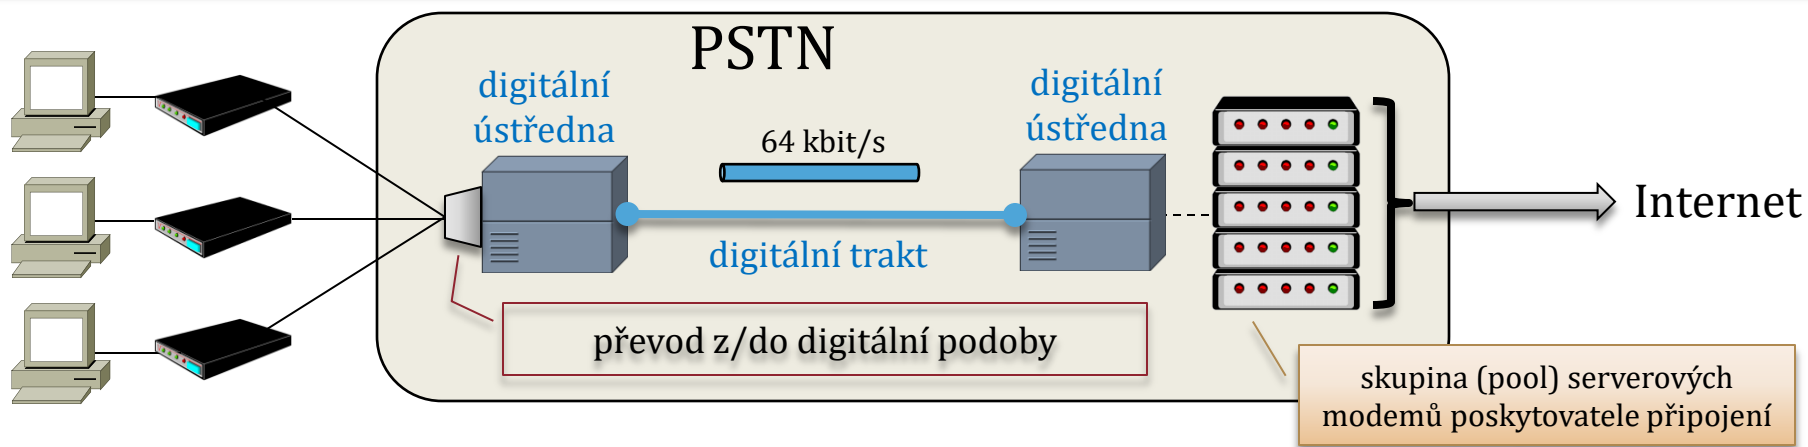 PSTN
digitální
ústředna
64 kbit/s
digitální
ústředna
digitální trakt
Internet
převod z/do digitální podoby
skupina (pool) serverových
modemů poskytovatele připojení